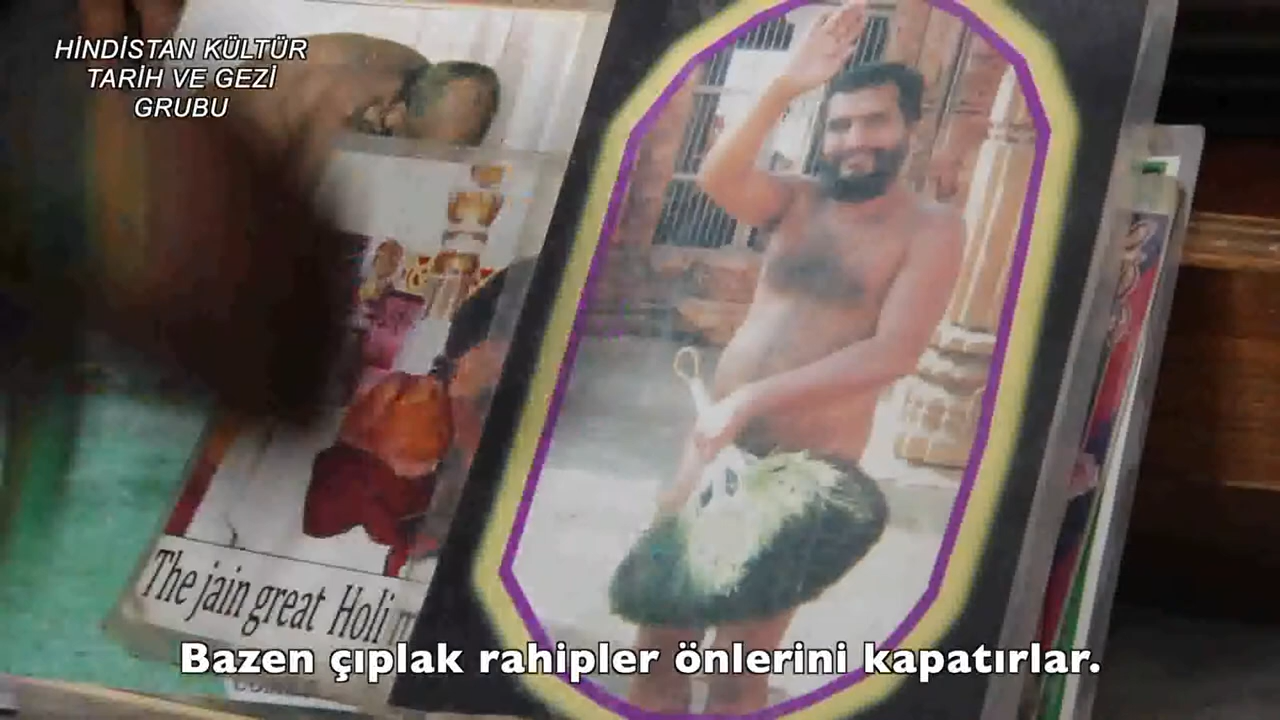 HİNDİSTAN KÜLTÜR
TARİH VE GEZİ
GRUBU
The jain great Holi
Bazen çıplak rahipler önlerini kapatırlar.